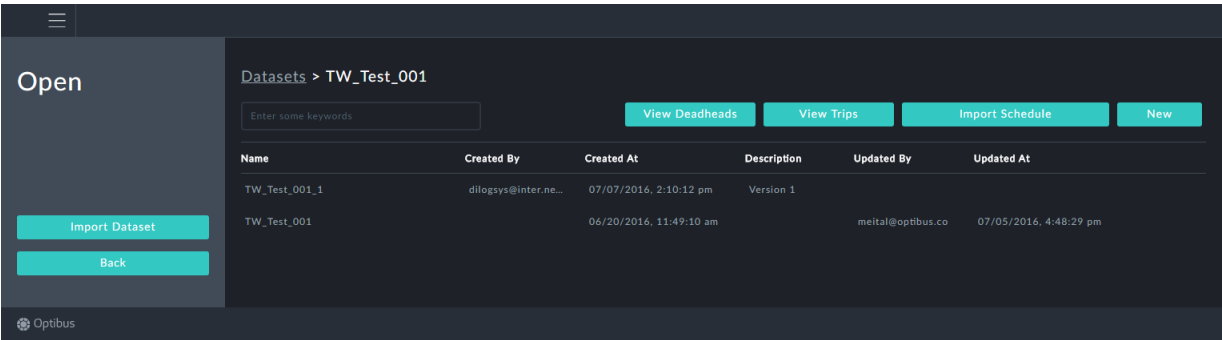 Open
Import Dataset
Back
Datasets > TW_Test_001
Enter some keywords
View Deadheads View Trips Import Schedule New
Name Created By Created At Description Updated By Updated At
TW_Test_001_1 dilogsys@inter.ne... 07/07/2016, 2:10:12 pm Version 1
TW_Test_001 06/20/2016, 11:49:10 am meital@optibus.co 07/05/2016, 4:48:29 pm
Optibus